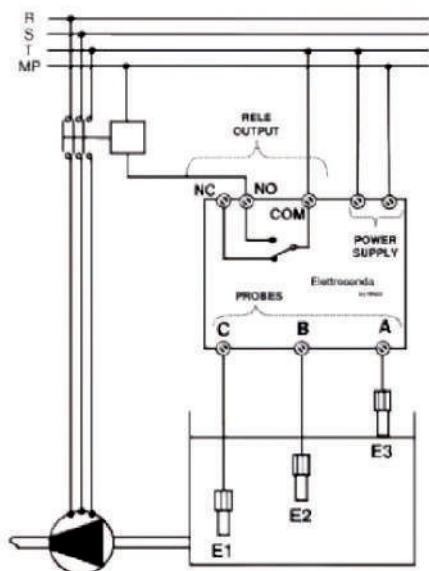 R
S
T
MP
RELE
OUTPUT
NC NO
COM
POWER
SUPPLY
Elettrosonda
PROBES
C B A
E3
E2
E1